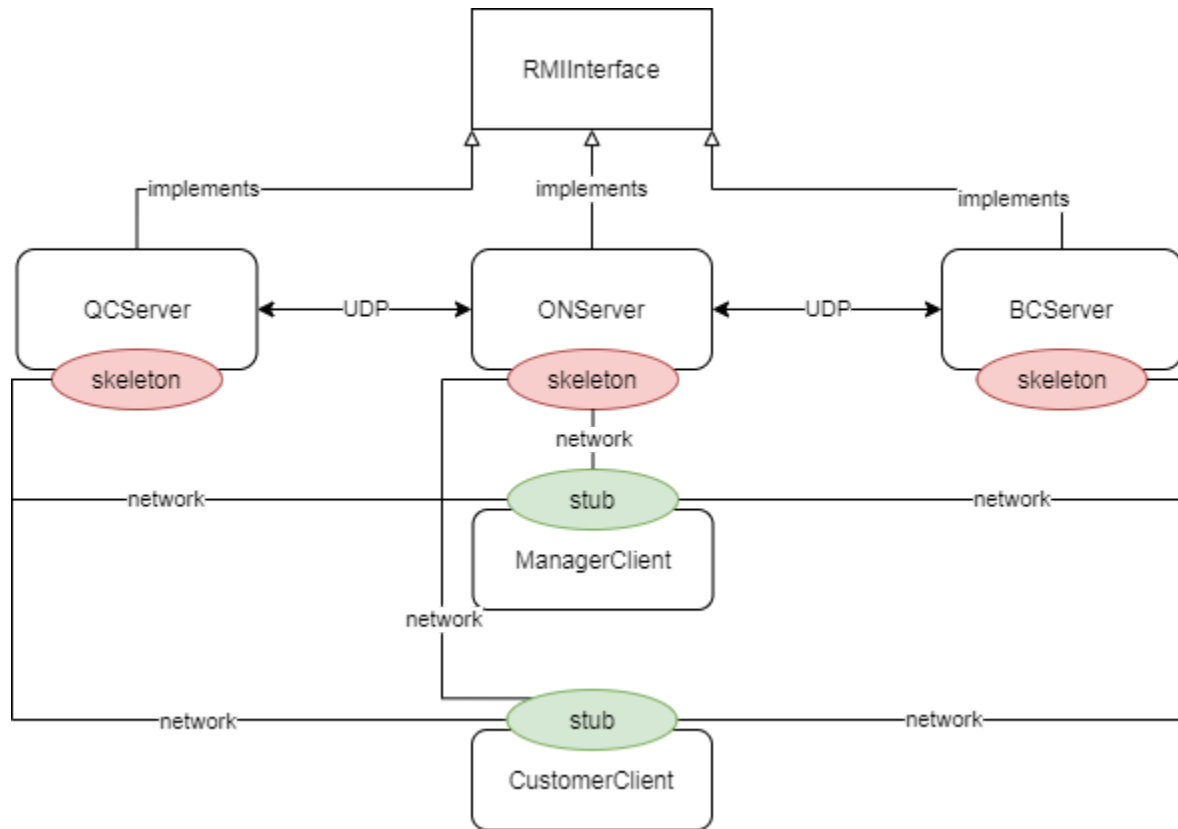 RMIInterface
implements
implements
implements
QCServer
UDP
ONServer
UDP
BCServer
skeleton
skeleton
skeleton
network
network
stub
network
ManagerClient
network
network
stub
network
CustomerClient